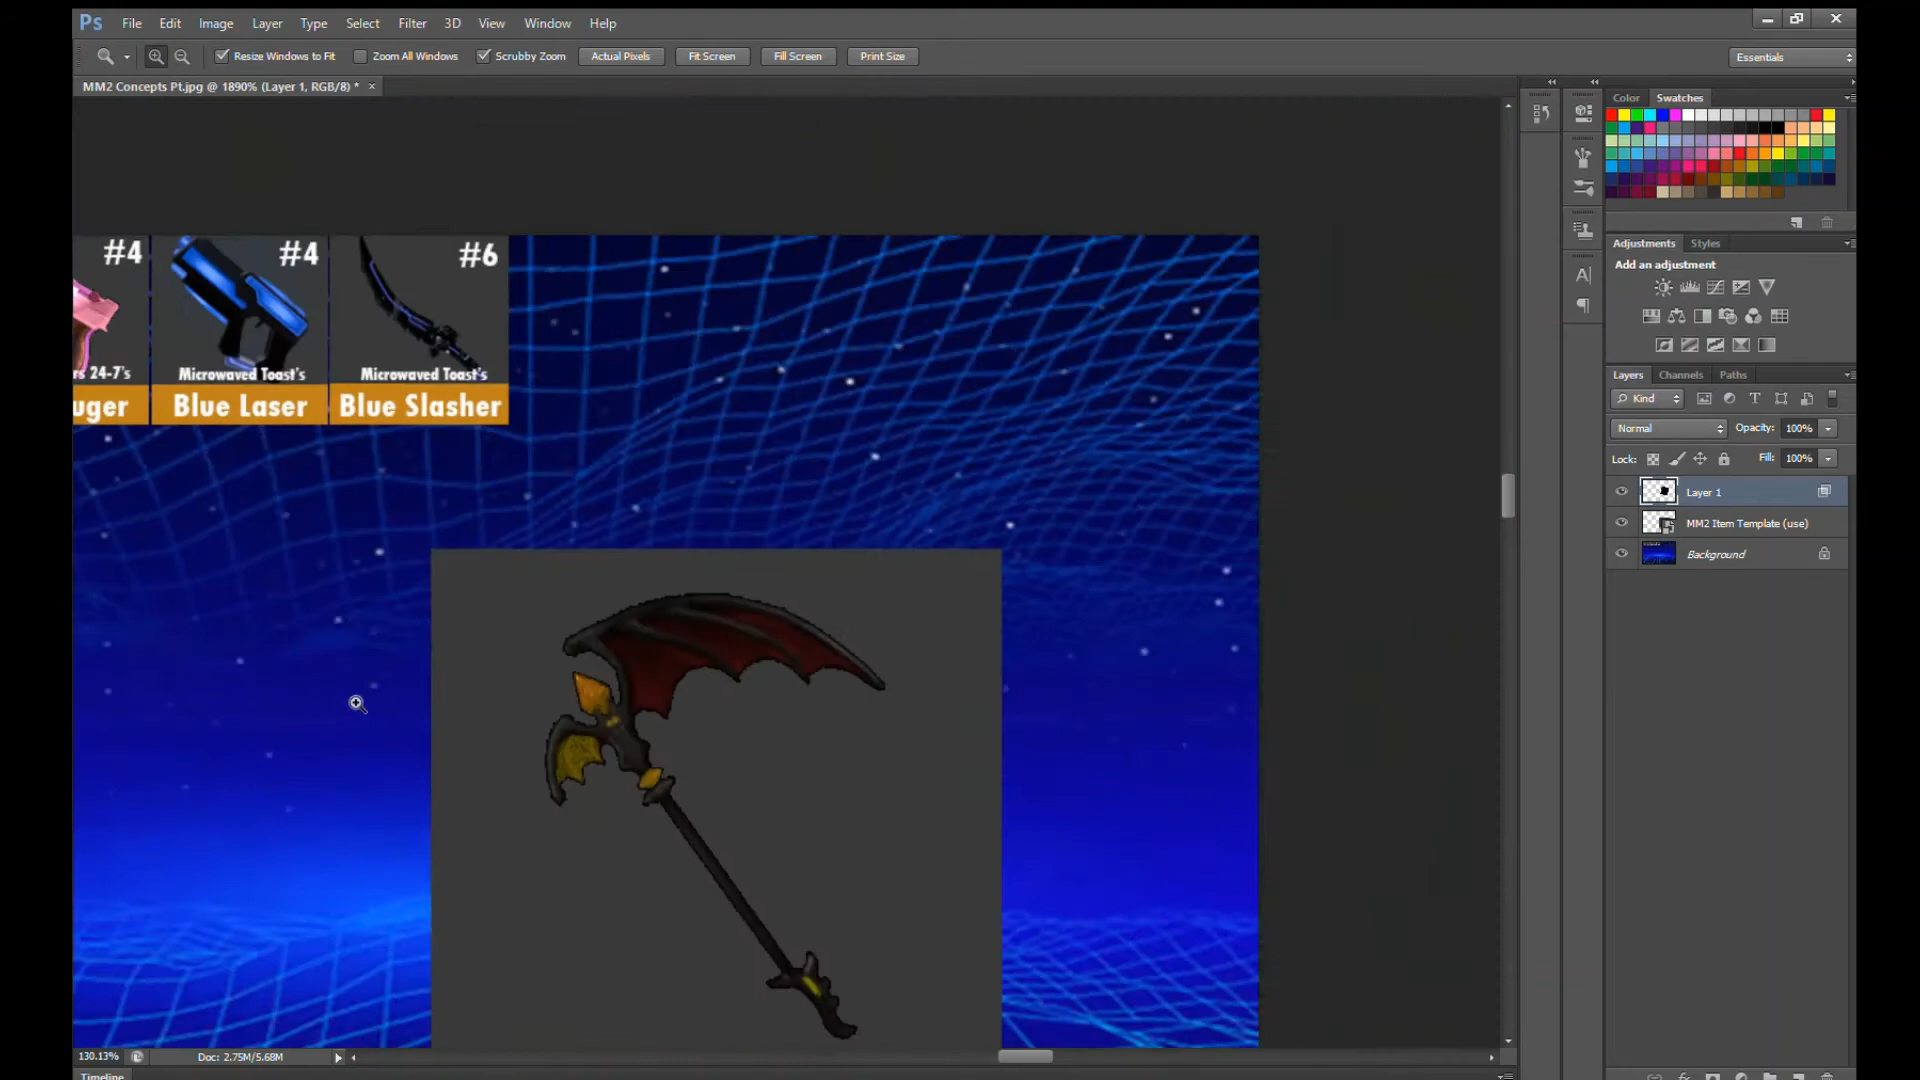 Ps File Edit Image Layer Type Select Filter 3D View Window Help
Resize Windows to Fit Zoom All Windows Scrubby Zoom Actual Pixels Fit Screen Fill Screen Print Size Essentials
MM2 Concepts Pt.jpg @ 1890% (Layer 1, RGB/8) *
Color Swatches
Adjustments Styles
Add an adjustment
Layers Channels Paths
Kind
Normal Opacity: 100%
Lock: Fill: 100%
Layer 1
MM2 Item Template (use)
Background
#4 #4 #6
rs 24-7's Microwaved Toast's Microwaved Toast's
uger Blue Laser Blue Slasher
130.13% Doc: 2.75M/5.68M
Timeline